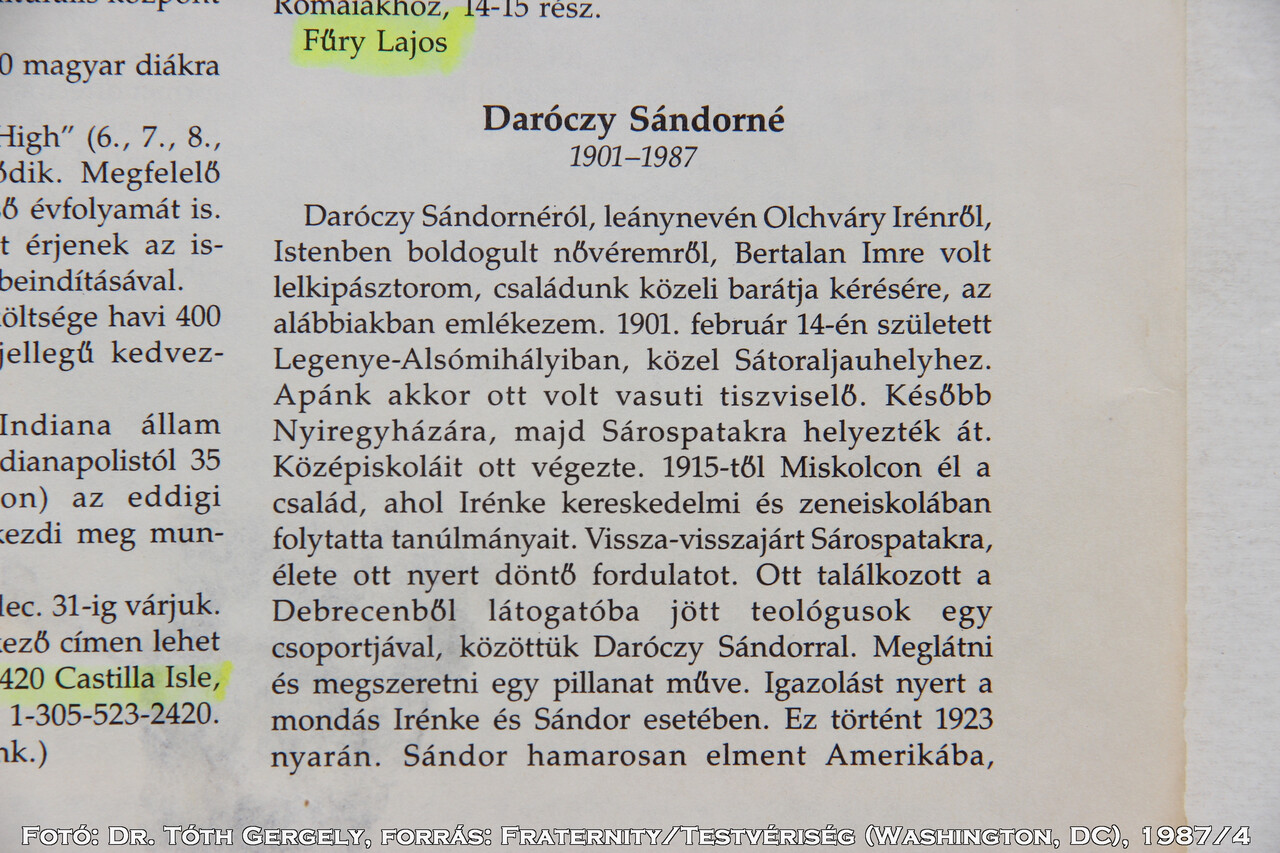 0 magyar diákra
High" (6., 7., 8.,
ődik. Megfelelő
ő évfolyamát is.
t érjenek az is-
beindításával.
öltsége havi 400
jellegű kedvez-
Indiana állam
dianapolistól 35
on) az eddigi
kezdi meg mun-
lec. 31-ig várjuk.
kező címen lehet
420 Castilla Isle,
1-305-523-2420.
nk.)
Rómaiakhoz, 14-15 rész.
Fűry Lajos
Daróczy Sándorné
1901–1987
Daróczy Sándornéról, leánynevén Olchváry Irénről,
Istenben boldogult nővéremről, Bertalan Imre volt
lelkipásztorom, családunk közeli barátja kérésére, az
alábbiakban emlékezem. 1901. február 14-én született
Legenye-Alsómihályiban, közel Sátoraljauhelyhez.
Apánk akkor ott volt vasuti tiszviselő. Később
Nyiregyházára, majd Sárospatakra helyezték át.
Középiskoláit ott végezte. 1915-től Miskolcon él a
család, ahol Irénke kereskedelmi és zeneiskolában
folytatta tanúlmányait. Vissza-visszajárt Sárospatakra,
élete ott nyert döntő fordulatot. Ott találkozott a
Debrecenből látogatóba jött teológusok egy
csoportjával, közöttük Daróczy Sándorral. Meglátni
és megszeretni egy pillanat műve. Igazolást nyert a
mondás Irénke és Sándor esetében. Ez történt 1923
nyarán. Sándor hamarosan elment Amerikába,
Fotó: Dr. Tóth Gergely, forrás: Fraternity/Testvériség (Washington, DC), 1987/4